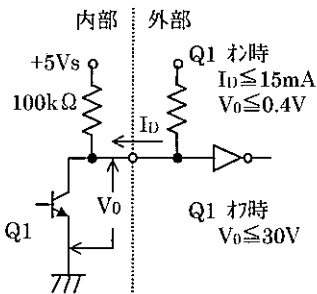 内部 外部
+5Vs
100kΩ
Q1 ｵﾝ時
ID≦15mA
V0≦0.4V
ID
V0
Q1
Q1 ｵﾌ時
V0≦30V